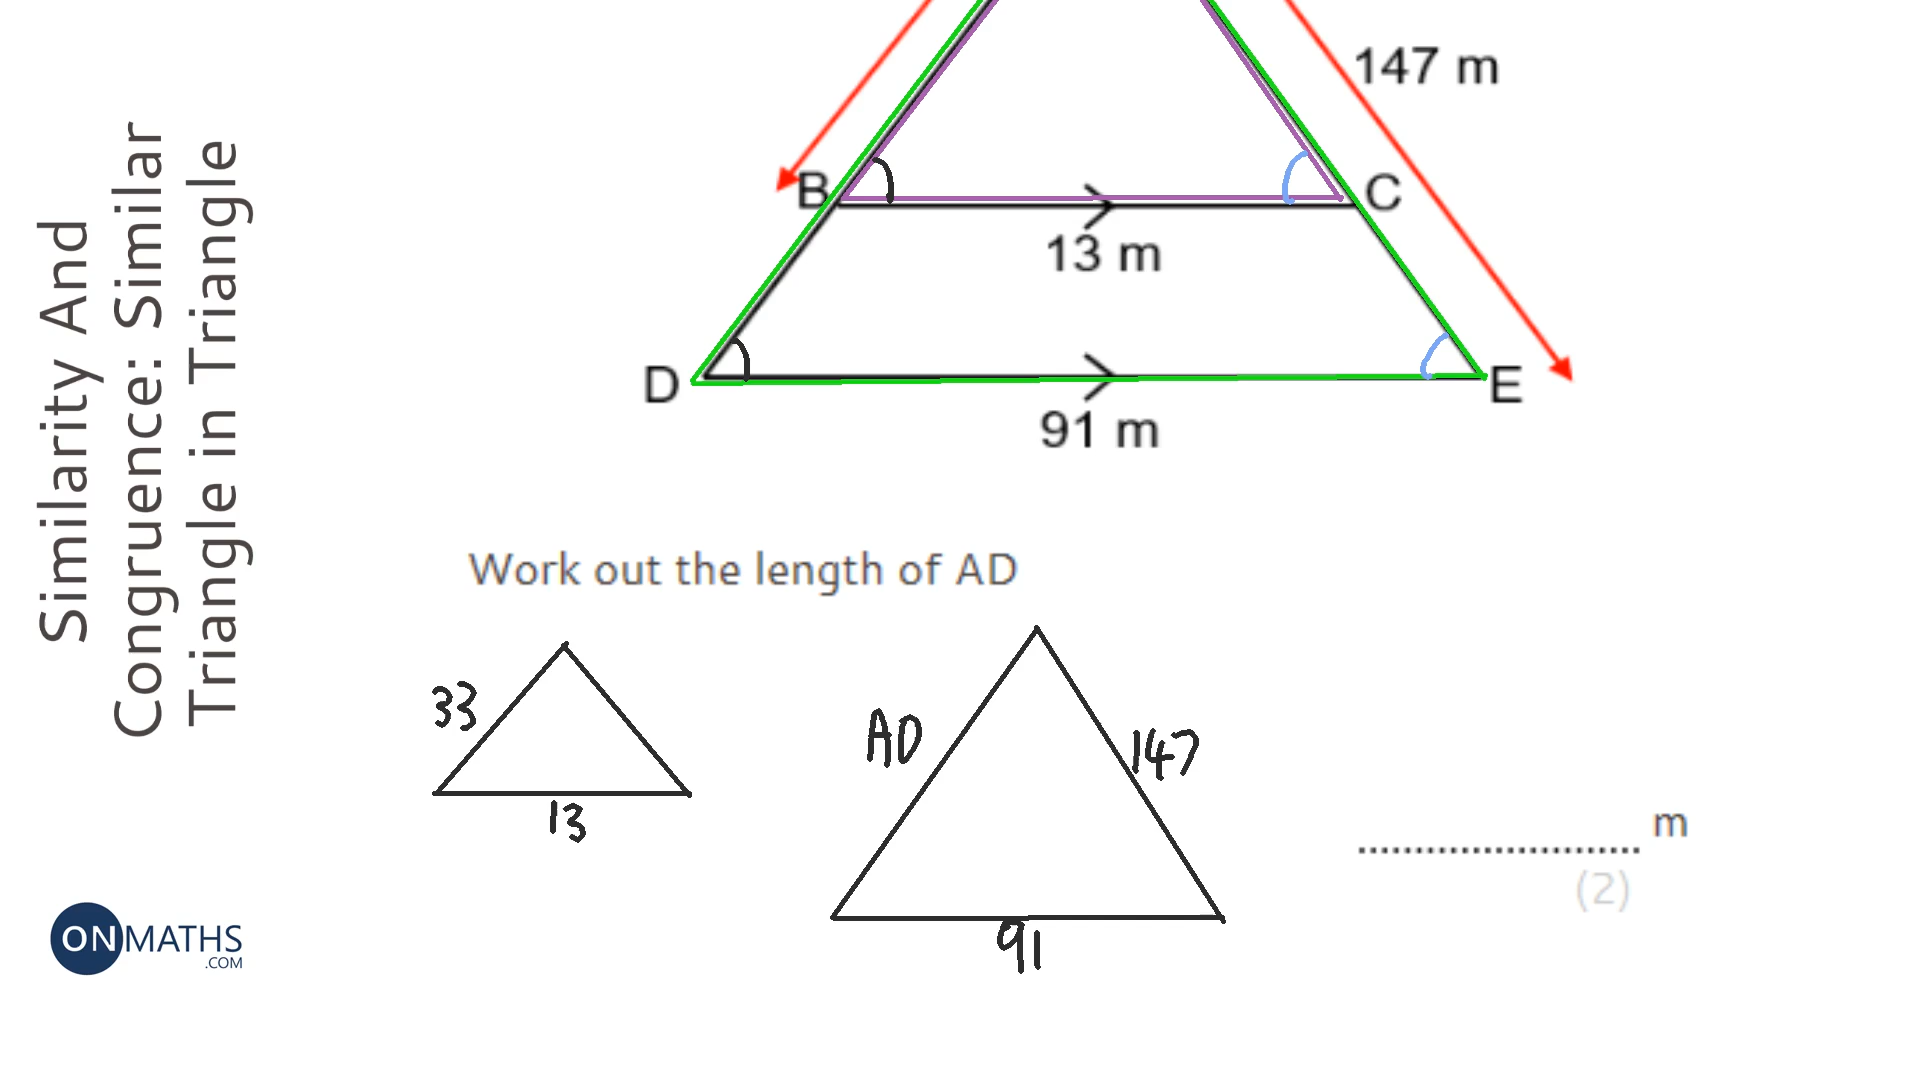 Similarity And
Congruence: Similar
Triangle in Triangle
147 m
B
C
13 m
D
E
91 m
Work out the length of AD
33
13
AD
147
91
m
(2)
ONMATHS
.COM